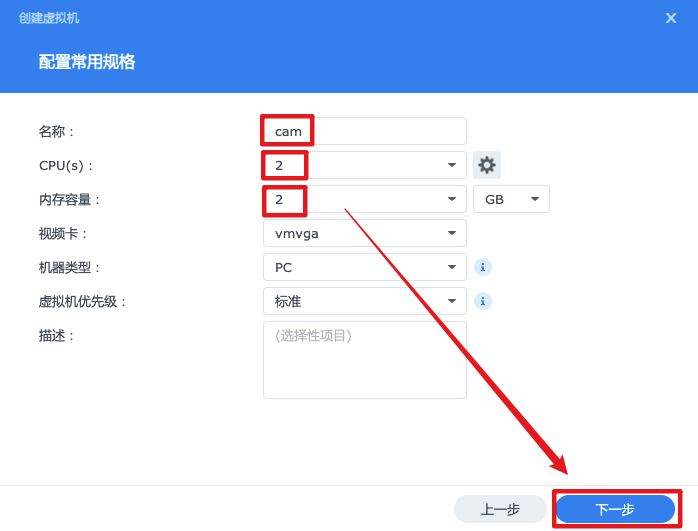 创建虚拟机
配置常用规格
名称： cam
CPU(s)： 2
内存容量： 2 GB
视频卡： vmvga
机器类型： PC
虚拟机优先级： 标准
描述： (选择性项目)
上一步 下一步